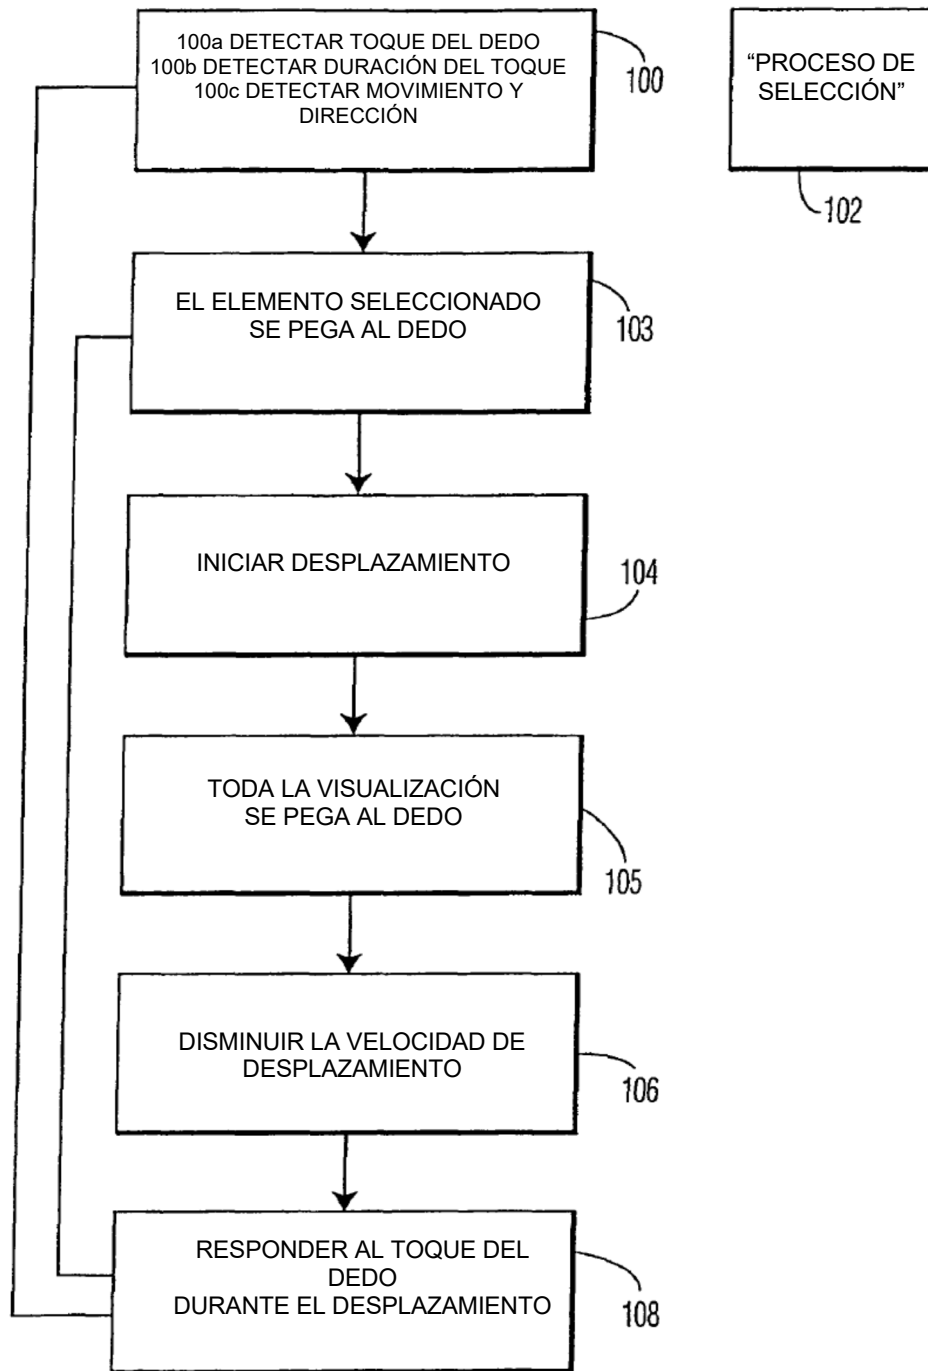 100a DETECTAR TOQUE DEL DEDO
100b DETECTAR DURACIÓN DEL TOQUE
100c DETECTAR MOVIMIENTO Y
DIRECCIÓN
100
“PROCESO DE
SELECCIÓN”
102
EL ELEMENTO SELECCIONADO
SE PEGA AL DEDO
103
INICIAR DESPLAZAMIENTO
104
TODA LA VISUALIZACIÓN
SE PEGA AL DEDO
105
DISMINUIR LA VELOCIDAD DE
DESPLAZAMIENTO
106
RESPONDER AL TOQUE DEL
DEDO
DURANTE EL DESPLAZAMIENTO
108